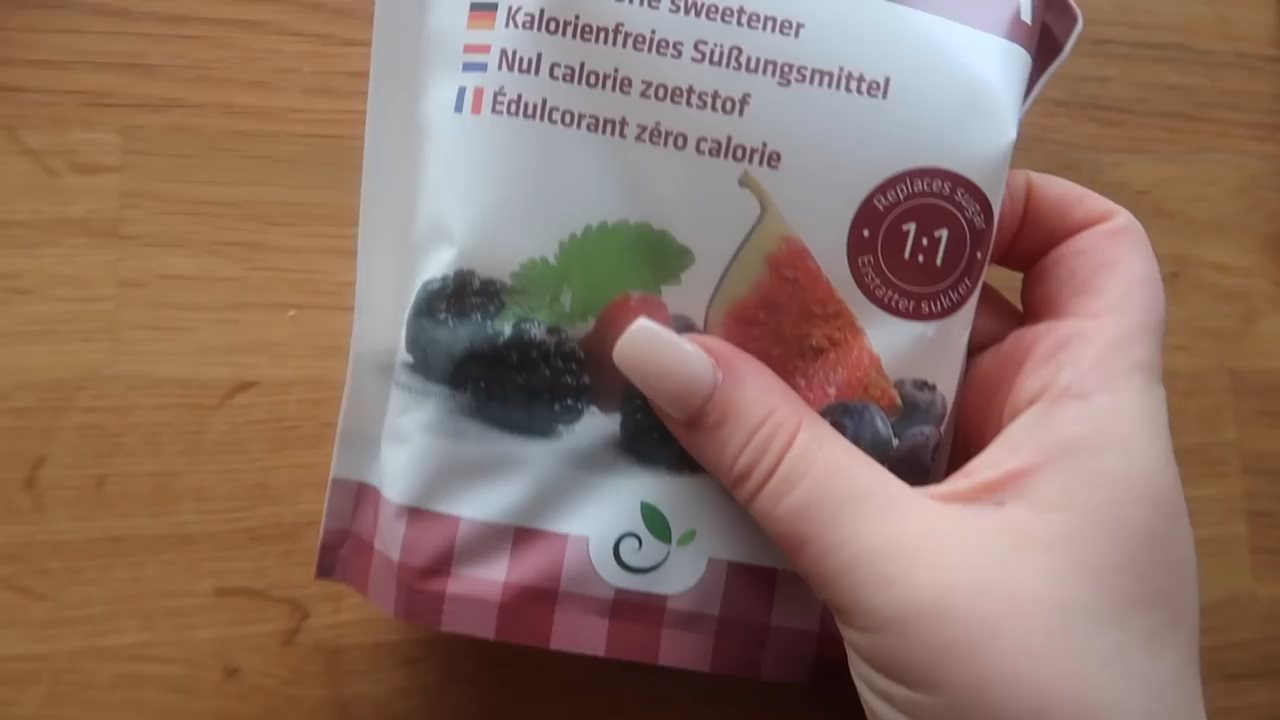 sweetener
Kalorienfreies Süßungsmittel
Nul calorie zoetstof
Édulcorant zéro calorie
Replaces sugar
1:1
Erstatter sukker